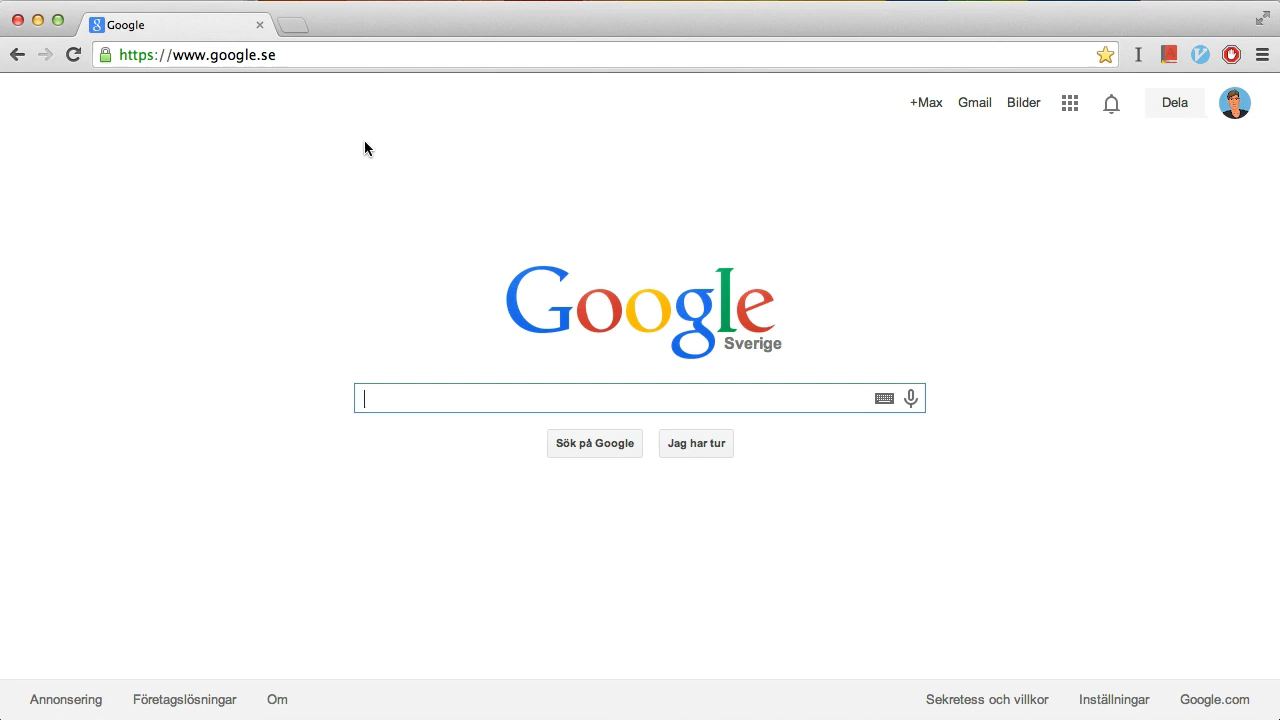 Google
https://www.google.se
+Max Gmail Bilder Dela
Google
Sverige
Sök på Google Jag har tur
Annonsering Företagslösningar Om Sekretess och villkor Inställningar Google.com